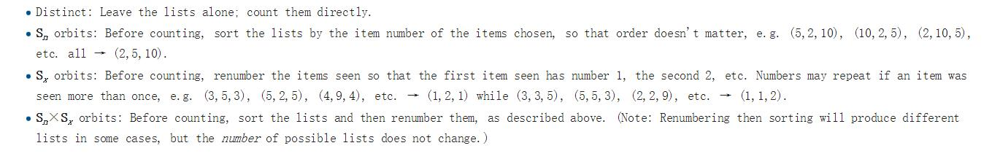 • Distinct: Leave the lists alone; count them directly.
• Sn orbits: Before counting, sort the lists by the item number of the items chosen, so that order doesn't matter, e.g. (5,2,10), (10,2,5), (2,10,5),
etc. all → (2,5,10).
• Sx orbits: Before counting, renumber the items seen so that the first item seen has number 1, the second 2, etc. Numbers may repeat if an item was
seen more than once, e.g. (3,5,3), (5,2,5), (4,9,4), etc. → (1,2,1) while (3,3,5), (5,5,3), (2,2,9), etc. → (1,1,2).
• Sn×Sx orbits: Before counting, sort the lists and then renumber them, as described above. (Note: Renumbering then sorting will produce different
lists in some cases, but the number of possible lists does not change.)